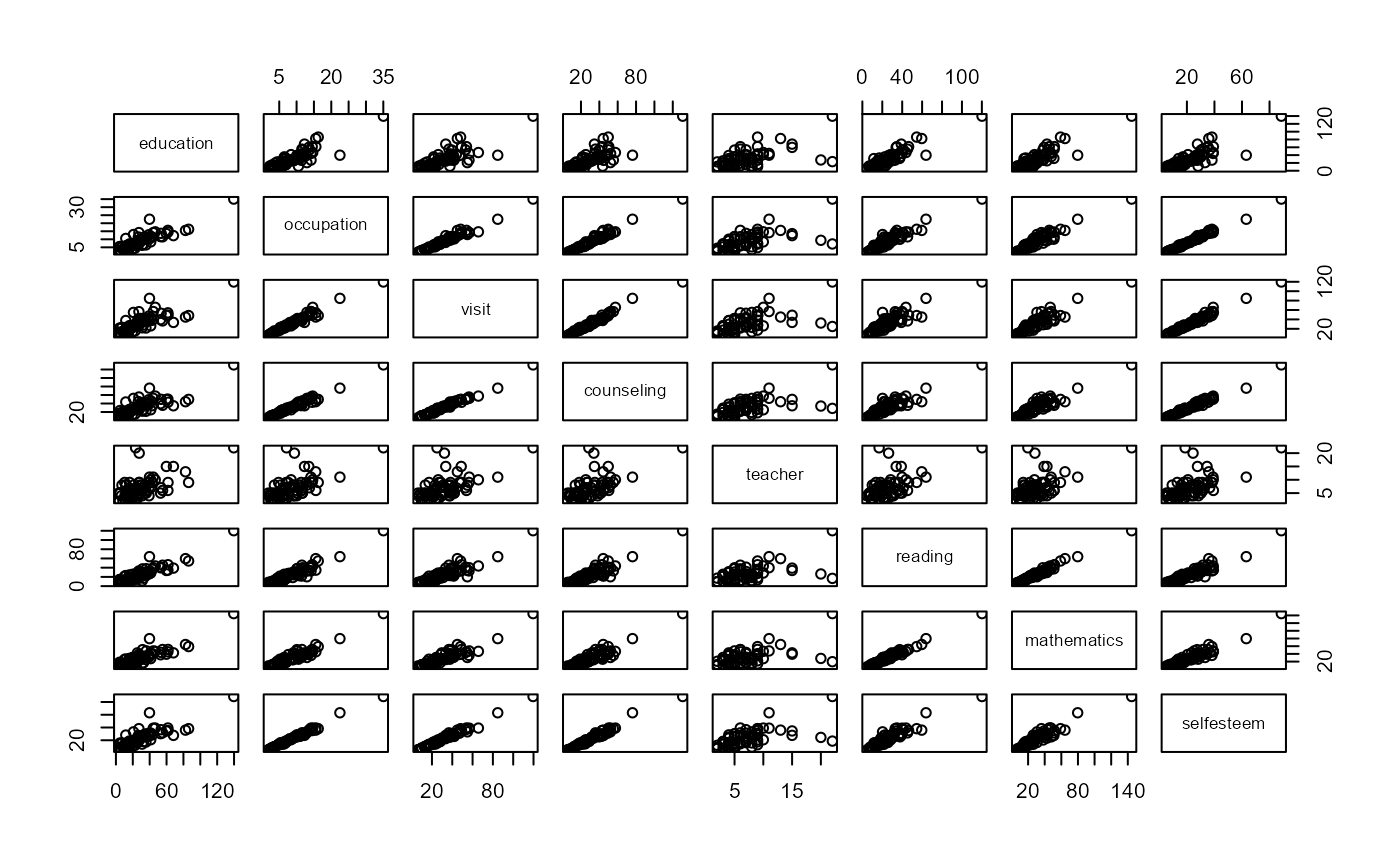 5 20 35 20 80 0 40 100 20 60
education 0 120
5 30 occupation
visit 20 120
20 counseling
teacher 5 20
0 80 reading
mathematics 20
20 selfesteem
0 60 120 20 80 5 15 20 80 140